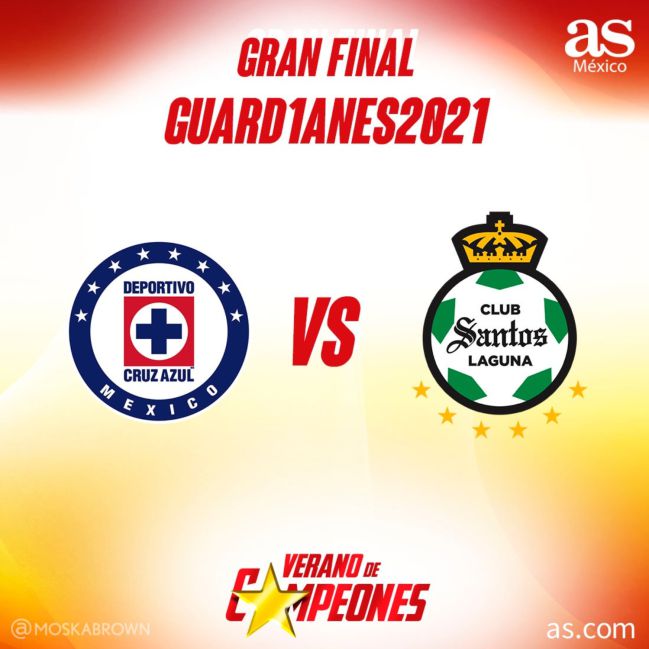 GRAN FINAL
GUARD1ANES2021
as
México
DEPORTIVO
CRUZ AZUL
MEXICO
VS
CLUB
Santos
LAGUNA
VERANO DE
CAMPEONES
@MOSKABROWN
as.com